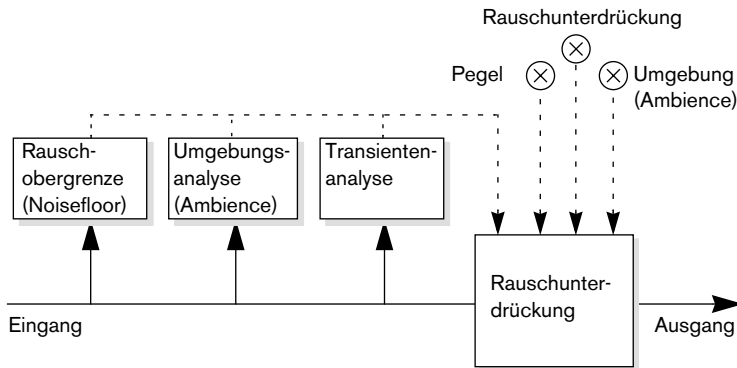 Rauschunterdrückung
Pegel
Umgebung
(Ambience)
Rausch-
obergrenze
(Noisefloor)
Umgebungs-
analyse
(Ambience)
Transienten-
analyse
Rauschunter-
drückung
Eingang
Ausgang